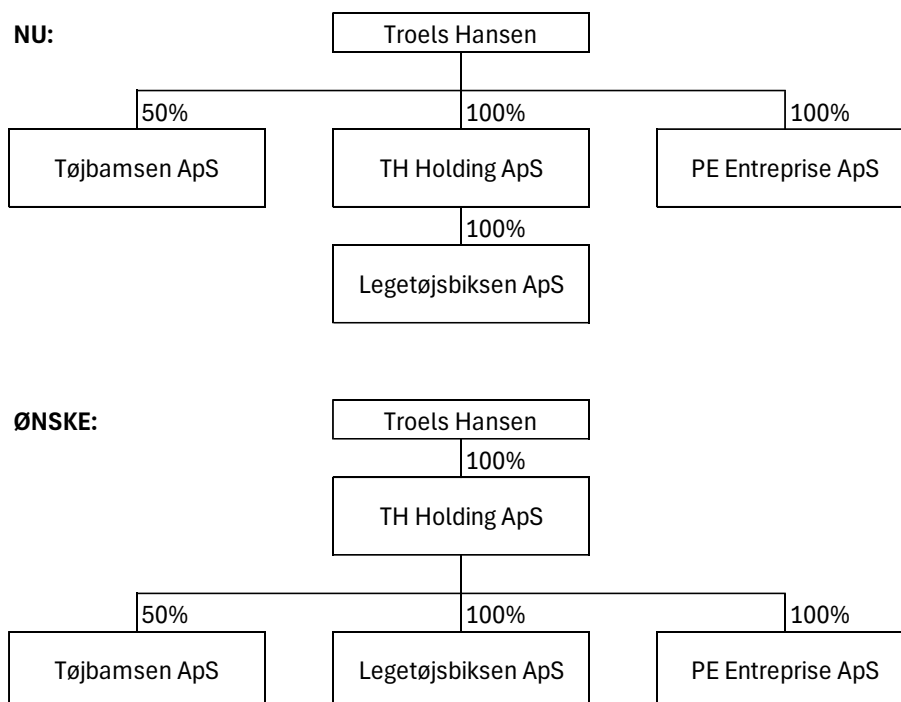 NU:
Troels Hansen
50%
100%
100%
Tøjbamsen ApS
TH Holding ApS
PE Entreprise ApS
100%
Legetøjsbiksen ApS
ØNSKE:
Troels Hansen
100%
TH Holding ApS
50%
100%
100%
Tøjbamsen ApS
Legetøjsbiksen ApS
PE Entreprise ApS